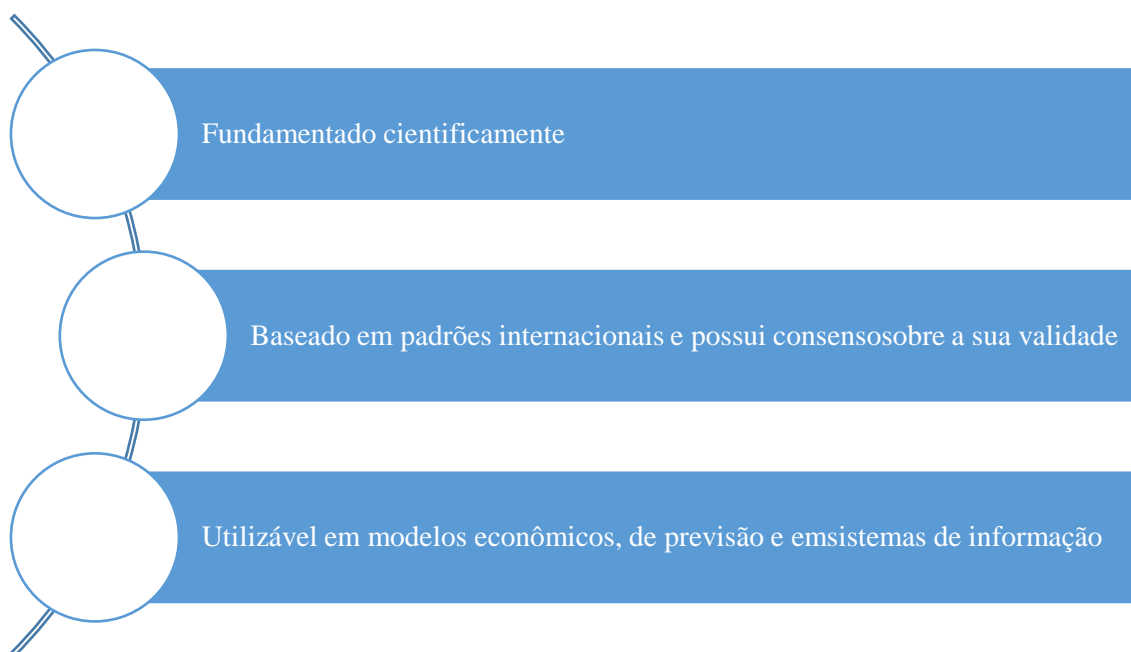 Fundamentado cientificamente
Baseado em padrões internacionais e possui consensosobre a sua validade
Utilizável em modelos econômicos, de previsão e emsistemas de informação